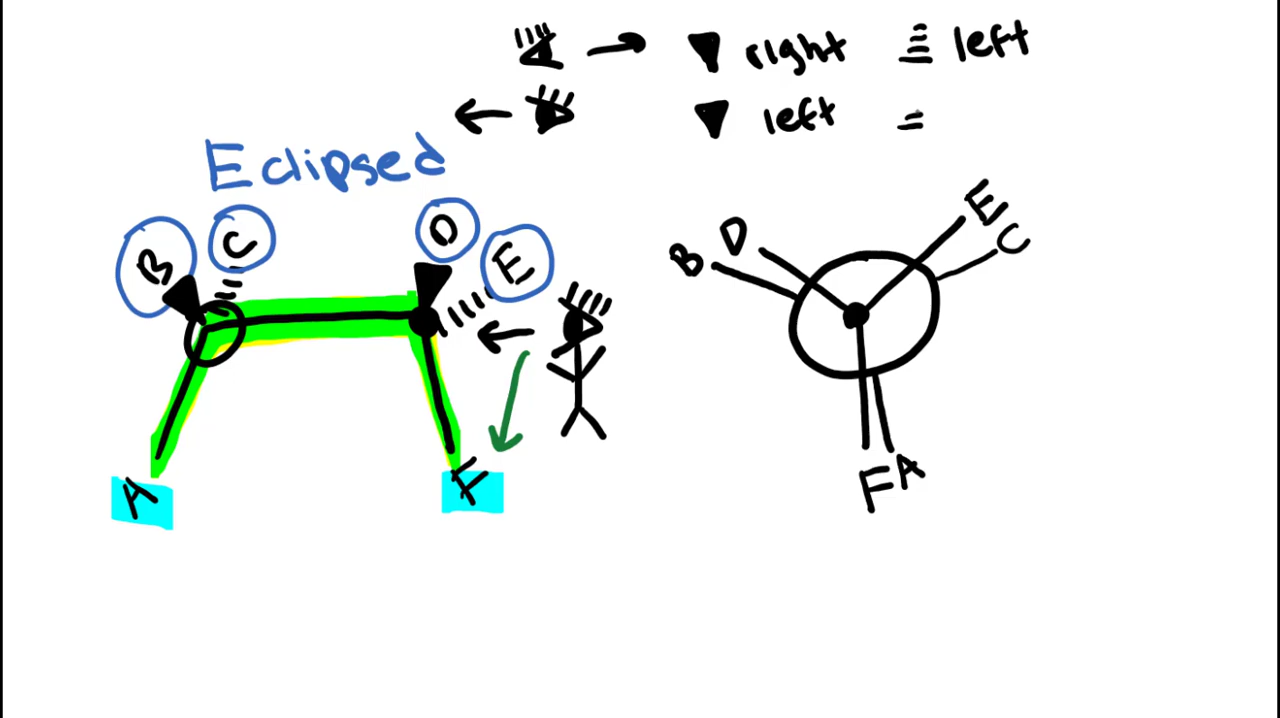 right left
left =
Eclipsed
B C D E
A F
B D E C
F A